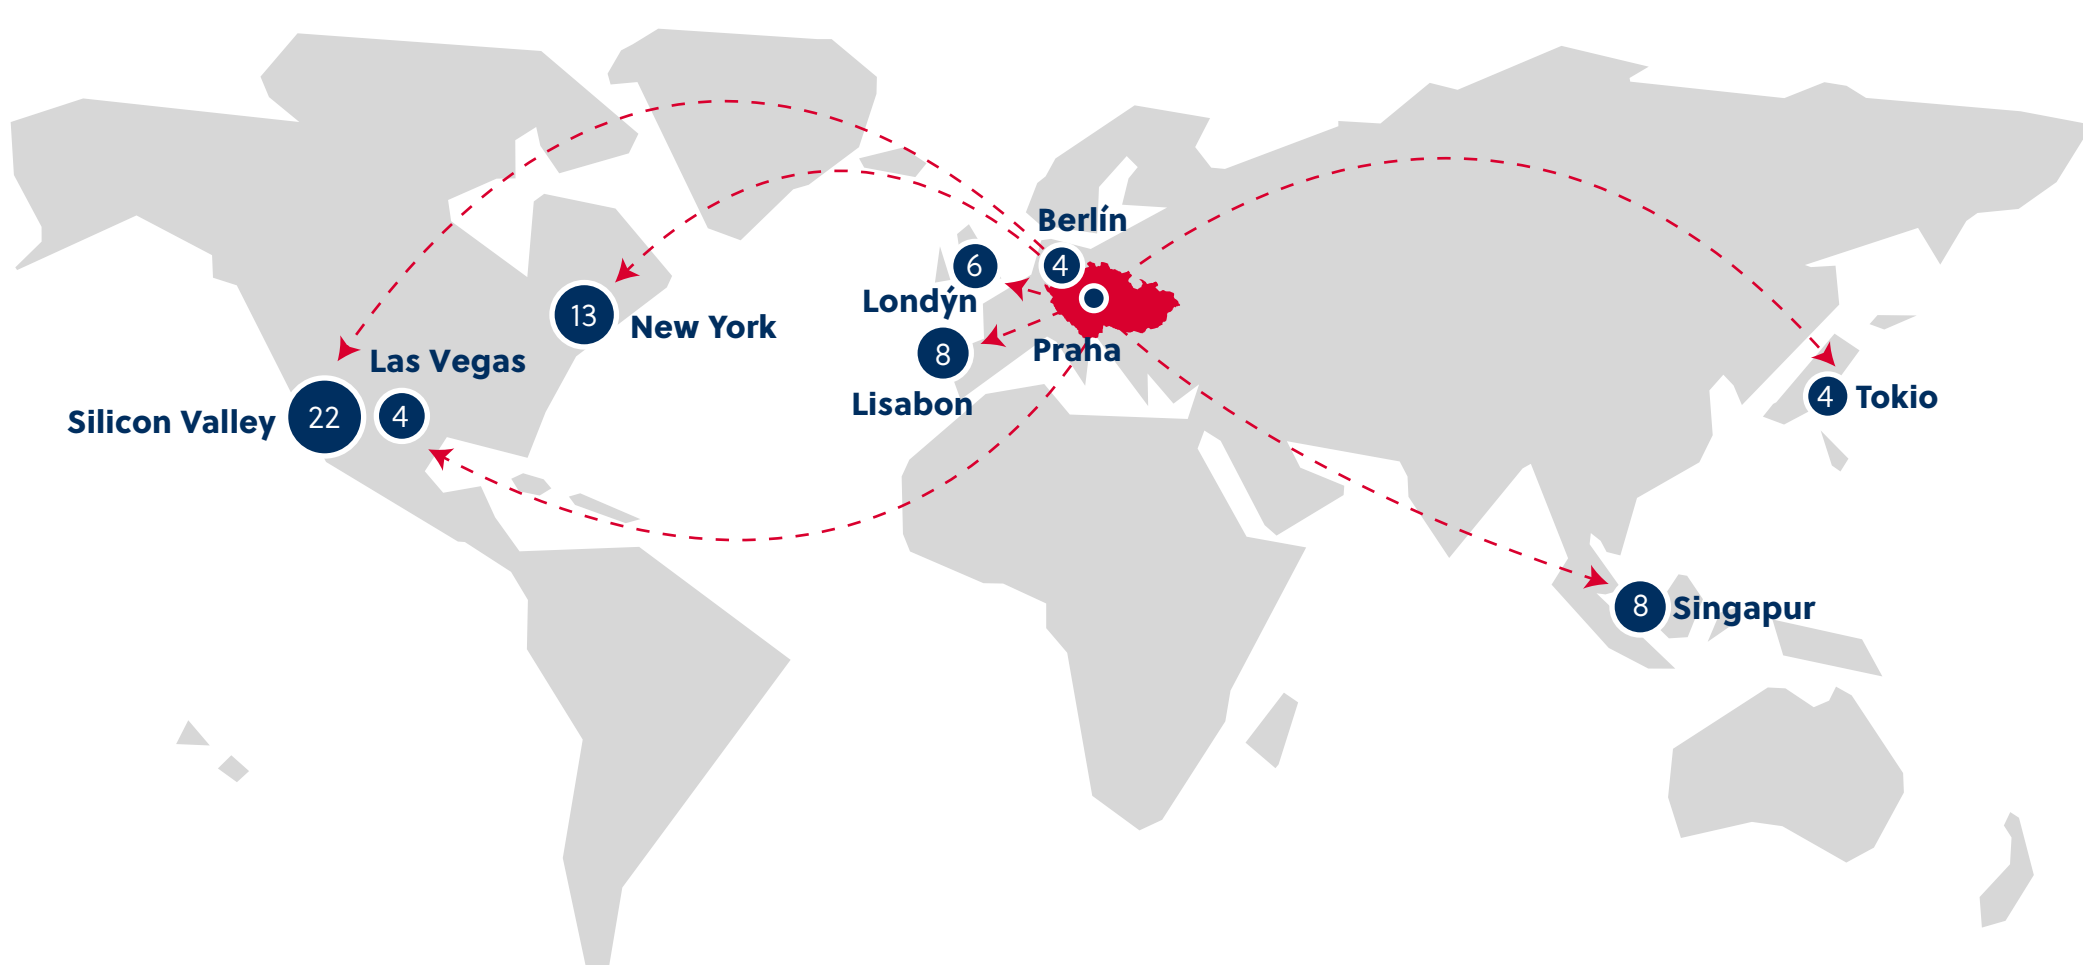 Berlín
4
6
Londýn
13
New York
8
Praha
Las Vegas
Lisabon
Silicon Valley
22
4
4
Tokio
8
Singapur